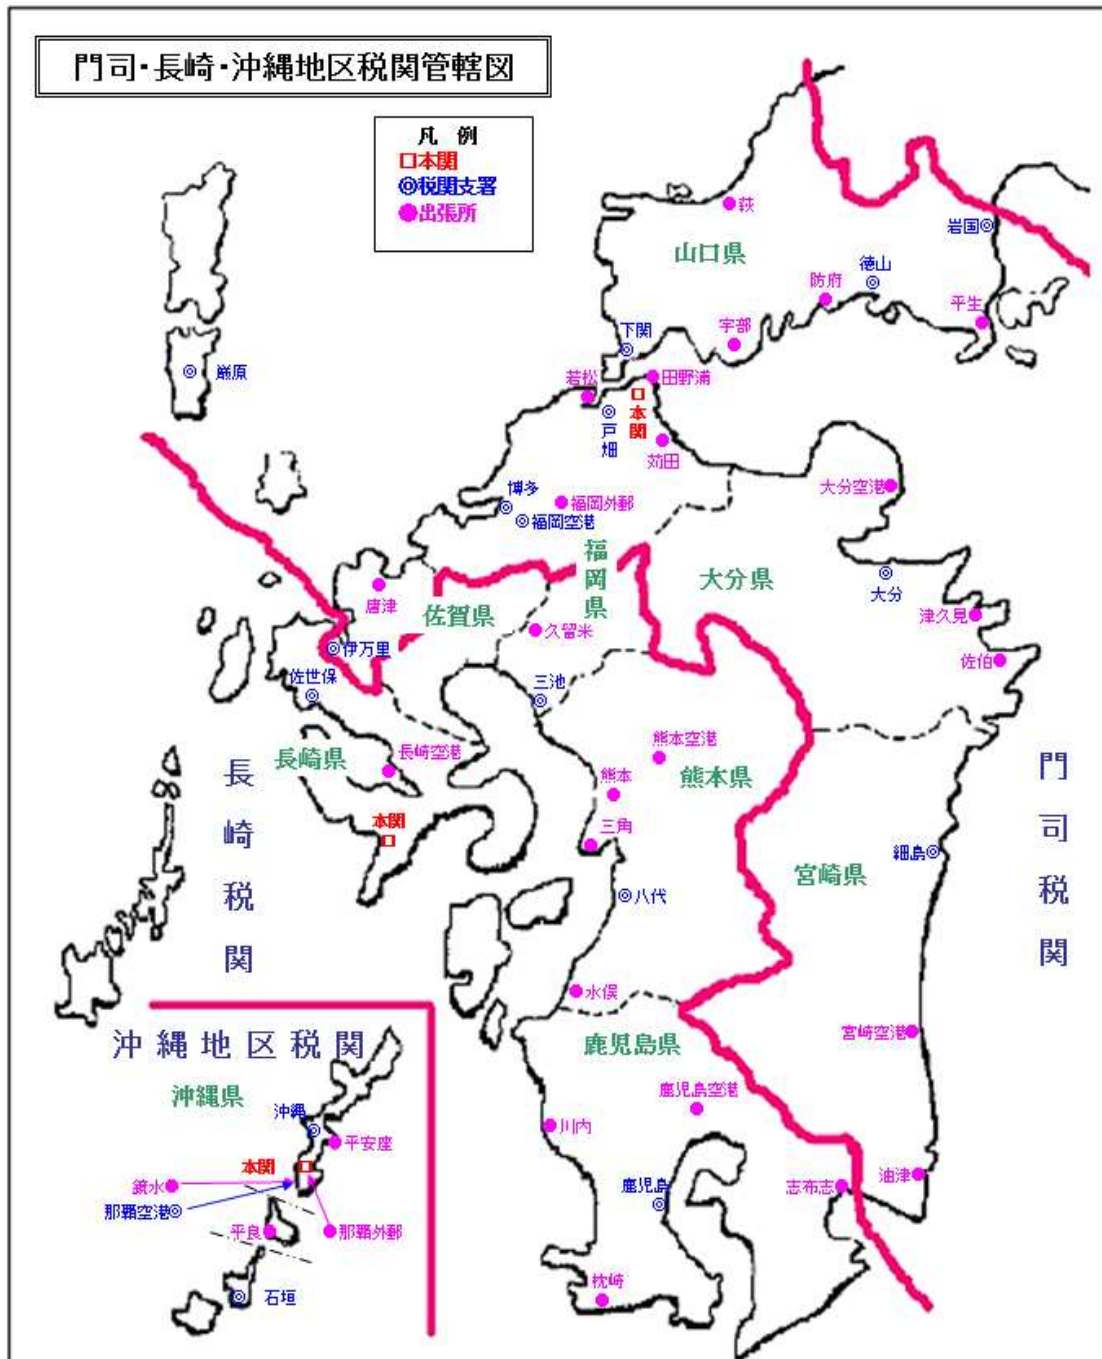 門司・長崎・沖縄地区税関管轄図
凡 例
本関
税関支署
出張所
萩
岩国
山口県
徳山
防府
平生
宇部
下関
厳原
若松
田野浦
本関
戸畑
苅田
博多
福岡外郵
福岡空港
大分空港
福岡県
大分県
大分
唐津
佐賀県
久留米
津久見
伊万里
佐伯
佐世保
三池
長崎県
長崎空港
熊本空港
熊本県
熊本
本関
三角
長崎税関
門司税関
細島
宮崎県
八代
水俣
沖縄地区税関
鹿児島県
宮崎空港
沖縄県
鹿児島空港
沖縄
平安座
川内
本関
鏡水
那覇空港
鹿児島
志布志
油津
平良
那覇外郵
石垣
枕崎